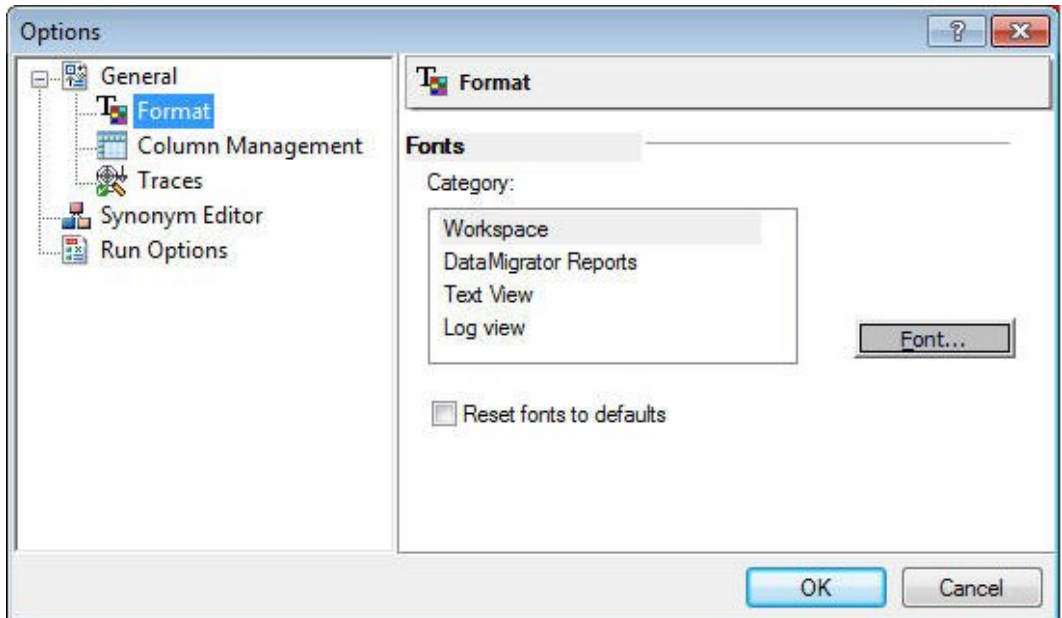 Options
General
Format
Column Management
Traces
Synonym Editor
Run Options
Format
Fonts
Category:
Workspace
DataMigrator Reports
Text View
Log view
Font...
Reset fonts to defaults
OK
Cancel